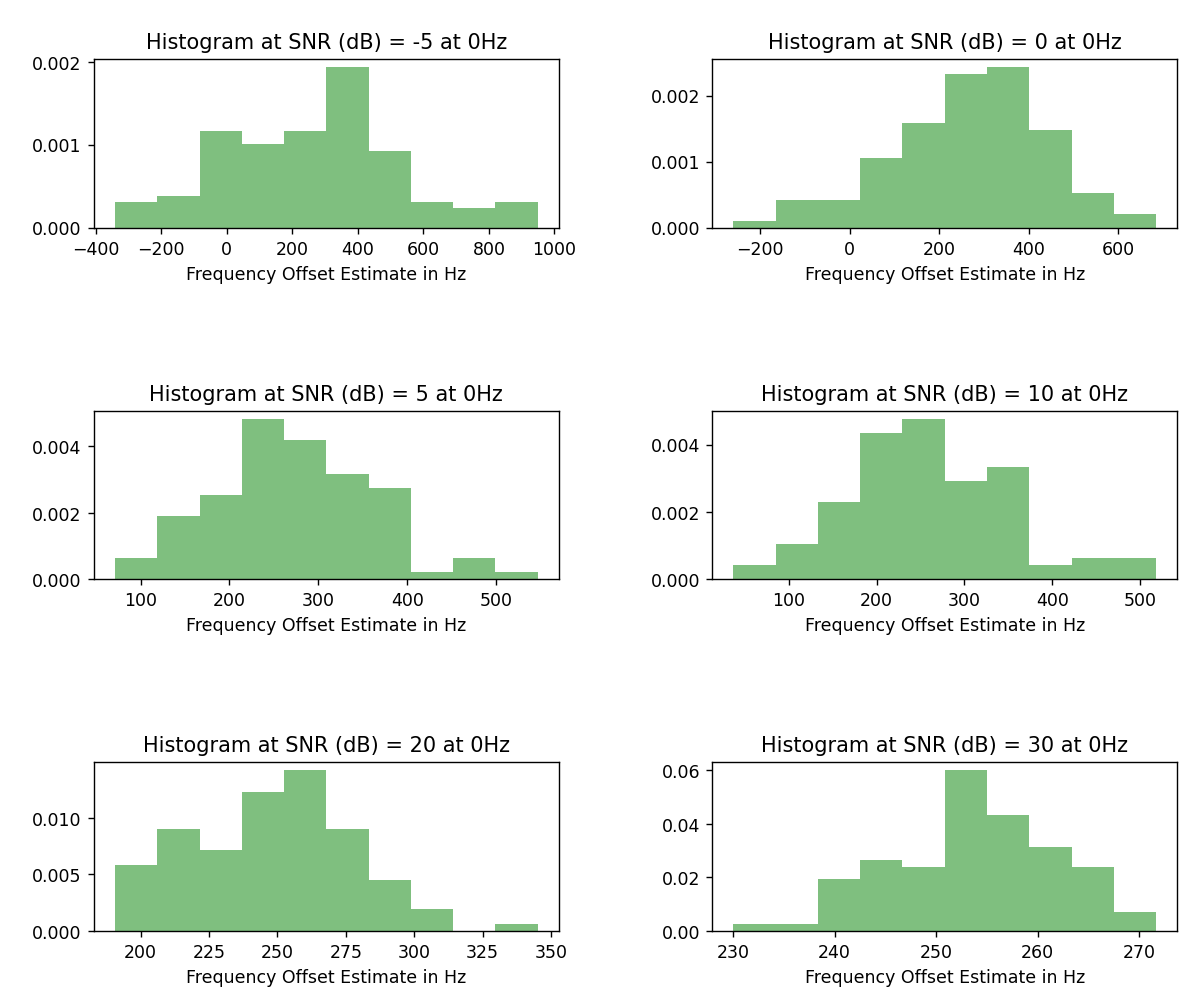 Histogram at SNR (dB) = -5 at 0Hz
0.002
0.001
0.000
−400 −200 0 200 400 600 800 1000
Frequency Offset Estimate in Hz
Histogram at SNR (dB) = 0 at 0Hz
0.002
0.001
0.000
−200 0 200 400 600
Frequency Offset Estimate in Hz
Histogram at SNR (dB) = 5 at 0Hz
0.004
0.002
0.000
100 200 300 400 500
Frequency Offset Estimate in Hz
Histogram at SNR (dB) = 10 at 0Hz
0.004
0.002
0.000
100 200 300 400 500
Frequency Offset Estimate in Hz
Histogram at SNR (dB) = 20 at 0Hz
0.010
0.005
0.000
200 225 250 275 300 325 350
Frequency Offset Estimate in Hz
Histogram at SNR (dB) = 30 at 0Hz
0.06
0.04
0.02
0.00
230 240 250 260 270
Frequency Offset Estimate in Hz